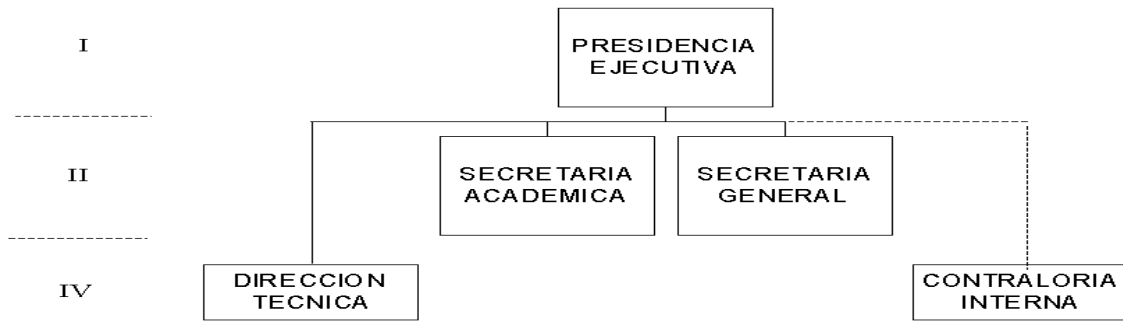 I
PRESIDENCIA
EJECUTIVA
II
SECRETARIA
ACADEMICA
SECRETARIA
GENERAL
IV
DIRECCION
TECNICA
CONTRALORIA
INTERNA